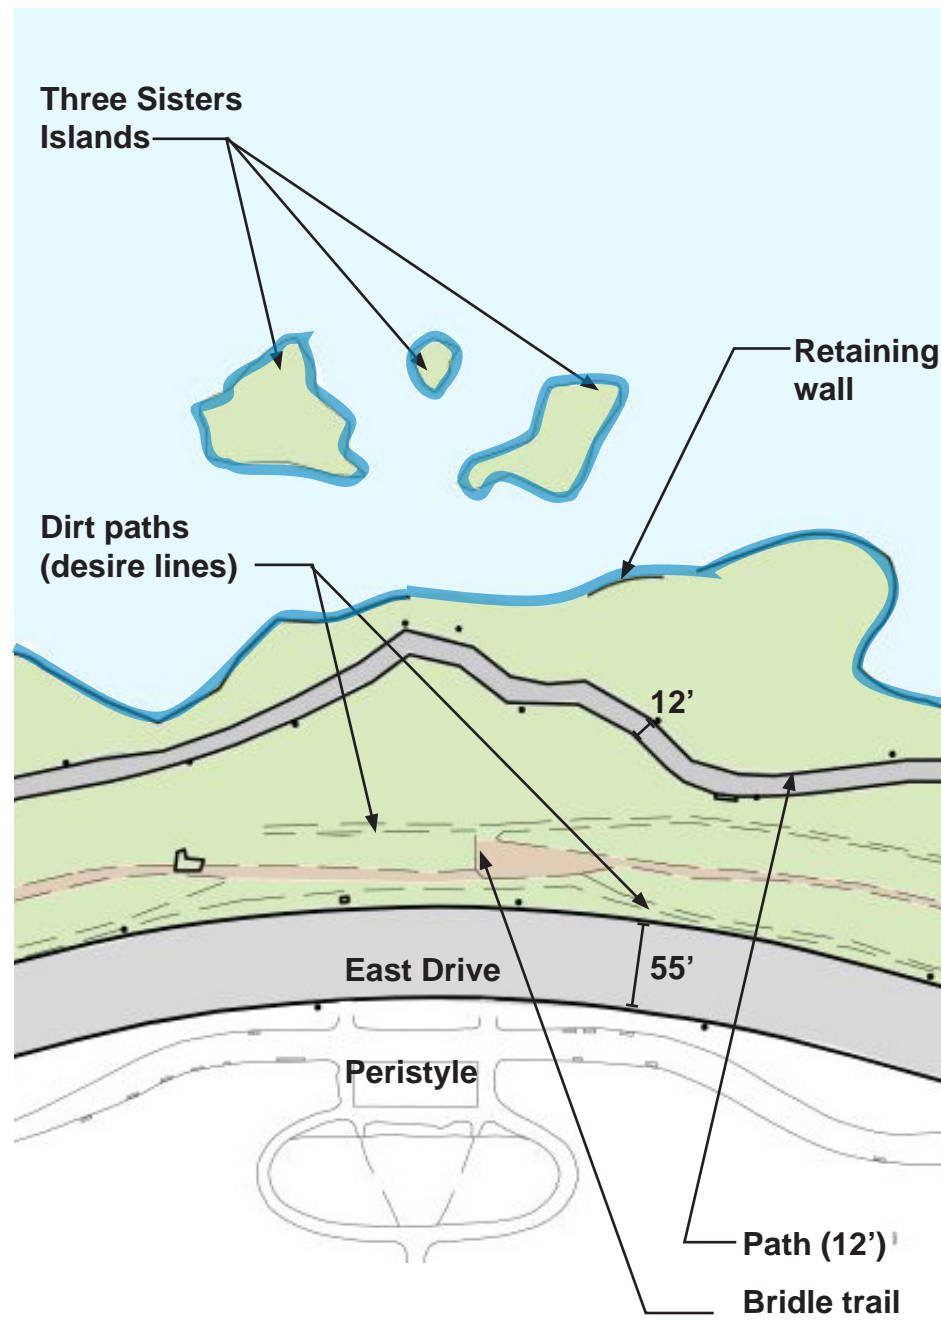 Three Sisters
Islands
Retaining
wall
Dirt paths
(desire lines)
12’
East Drive
55’
Peristyle
Path (12’)
Bridle trail